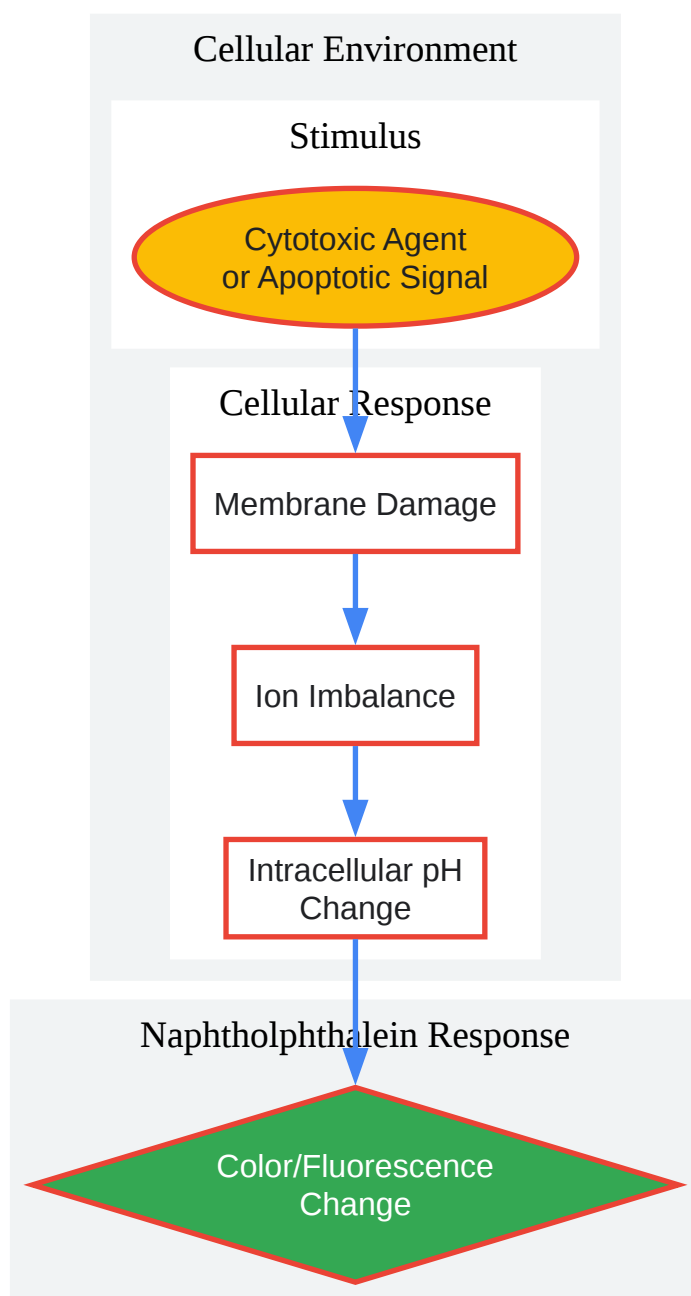 Cellular Environment
Stimulus
Cytotoxic Agent
or Apoptotic Signal
Cellular Response
Membrane Damage
Ion Imbalance
Intracellular pH
Change
Naphtholphthalein Response
Color/Fluorescence
Change